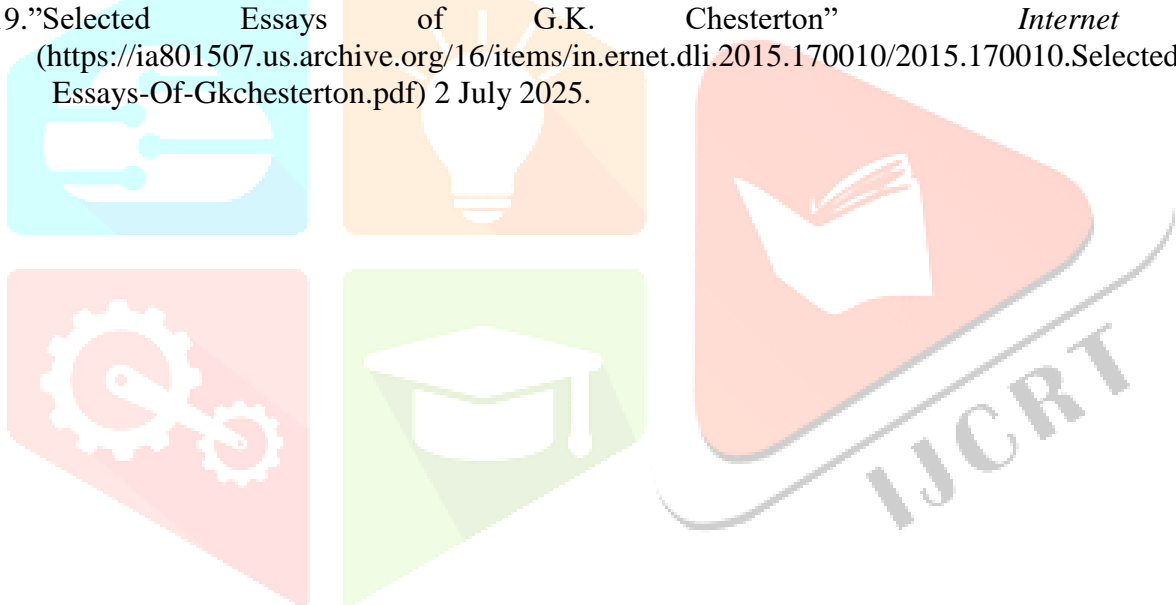 9.”Selected Essays of G.K. Chesterton” Internet
(https://ia801507.us.archive.org/16/items/in.ernet.dli.2015.170010/2015.170010.Selected
Essays-Of-Gkchesterton.pdf) 2 July 2025.
IJCRT